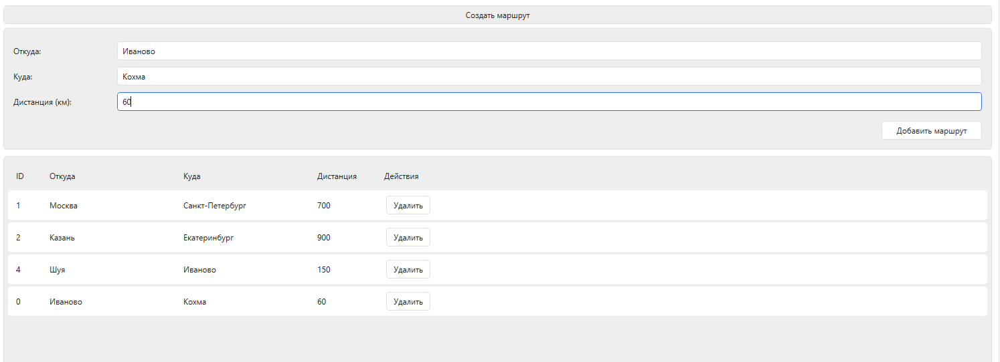 Создать маршрут
Откуда: Иваново
Куда: Кохма
Дистанция (км): 60
Добавить маршрут
ID Откуда Куда Дистанция Действия
1 Москва Санкт-Петербург 700 Удалить
2 Казань Екатеринбург 900 Удалить
4 Шуя Иваново 150 Удалить
0 Иваново Кохма 60 Удалить